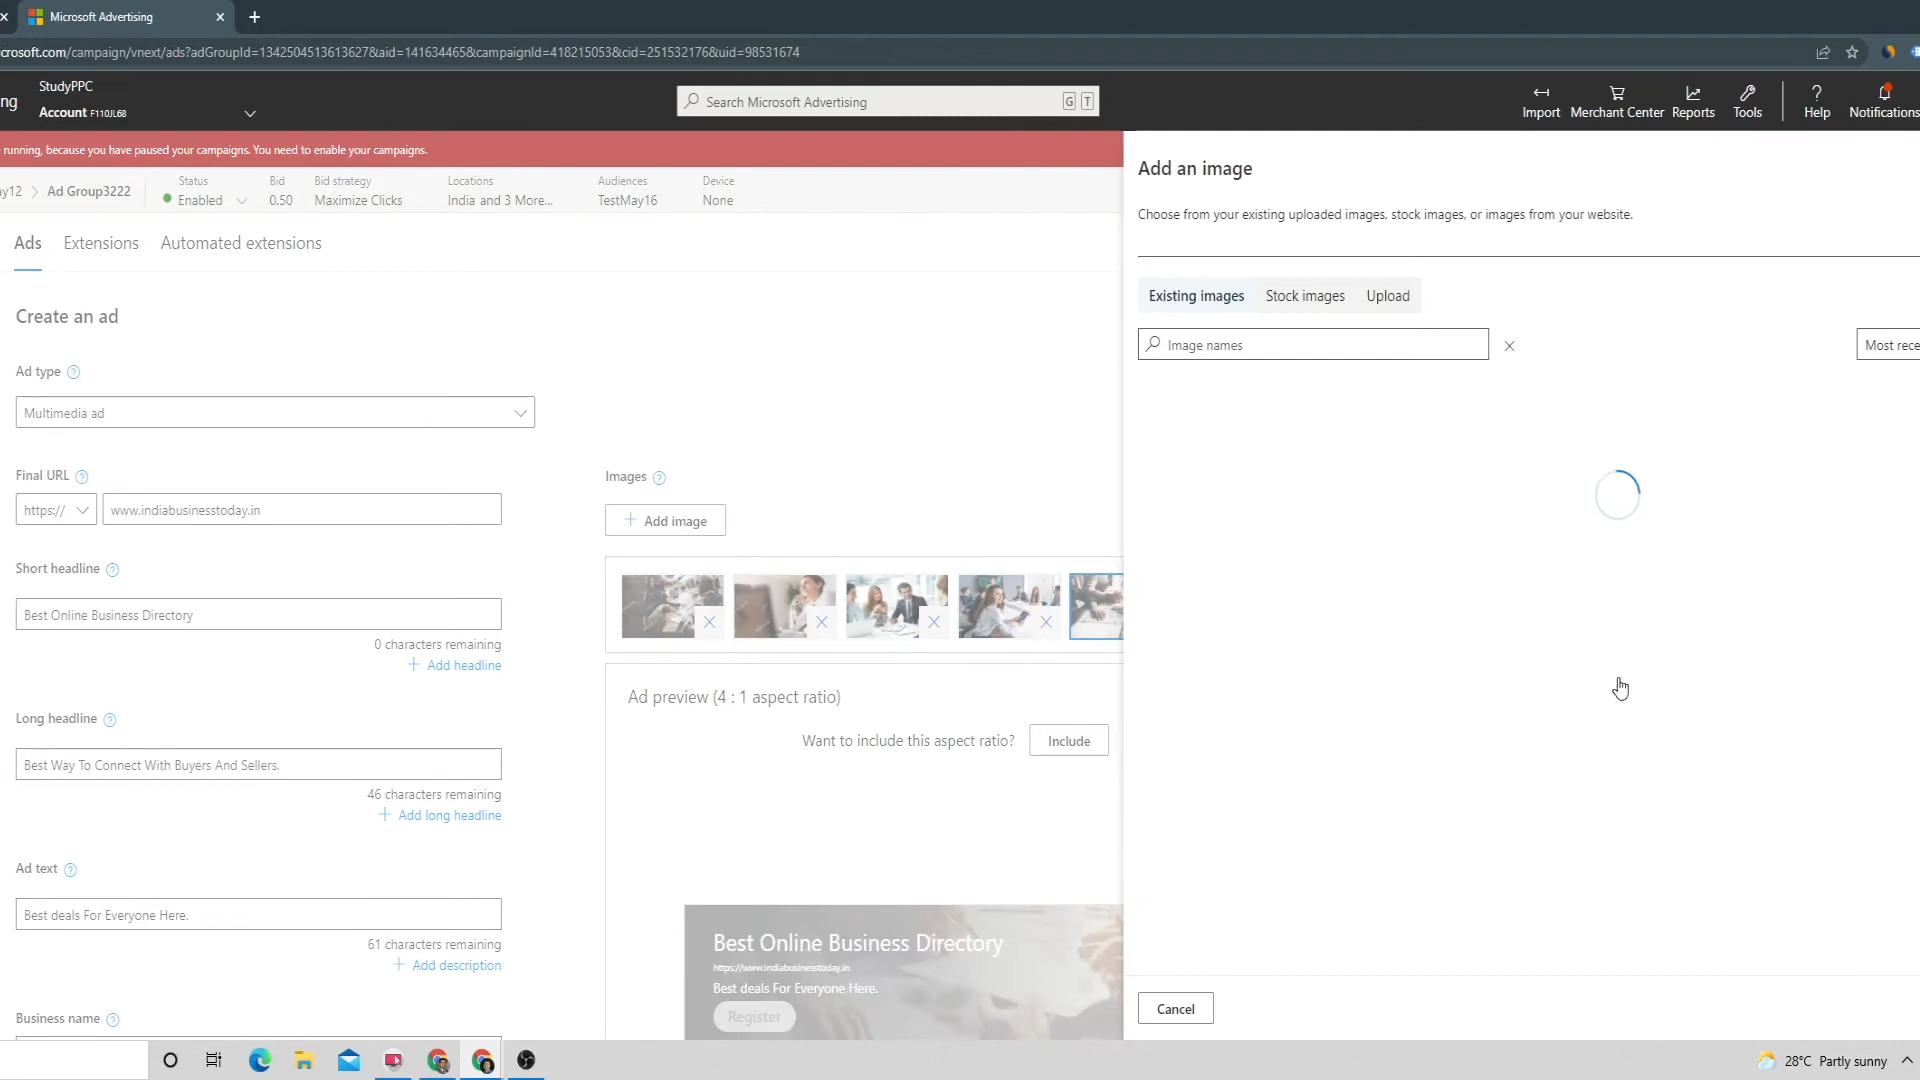 Microsoft Advertising
crosoft.com/campaign/vnext/ads?adGroupId=1342504513613627&aid=141634465&campaignId=418215053&cid=251532176&uid=98531674
ng
StudyPPC
Account F110JL68
Search Microsoft Advertising
G T
Import
Merchant Center
Reports
Tools
Help
Notifications
running, because you have paused your campaigns. You need to enable your campaigns.
ay12 > Ad Group3222
Status
Enabled
Bid
0.50
Bid strategy
Maximize Clicks
Locations
India and 3 More...
Audiences
TestMay16
Device
None
Ads
Extensions
Automated extensions
Create an ad
Ad type
Multimedia ad
Final URL
https://
www.indiabusinesstoday.in
Short headline
Best Online Business Directory
0 characters remaining
Add headline
Long headline
Best Way To Connect With Buyers And Sellers.
46 characters remaining
Add long headline
Ad text
Best deals For Everyone Here.
61 characters remaining
Add description
Business name
Images
Add image
Ad preview (4 : 1 aspect ratio)
Want to include this aspect ratio?
Include
Best Online Business Directory
https://www.indiabusinesstoday.in
Best deals For Everyone Here.
Register
Add an image
Choose from your existing uploaded images, stock images, or images from your website.
Existing images
Stock images
Upload
Image names
Most rece
Cancel
28°C Partly sunny